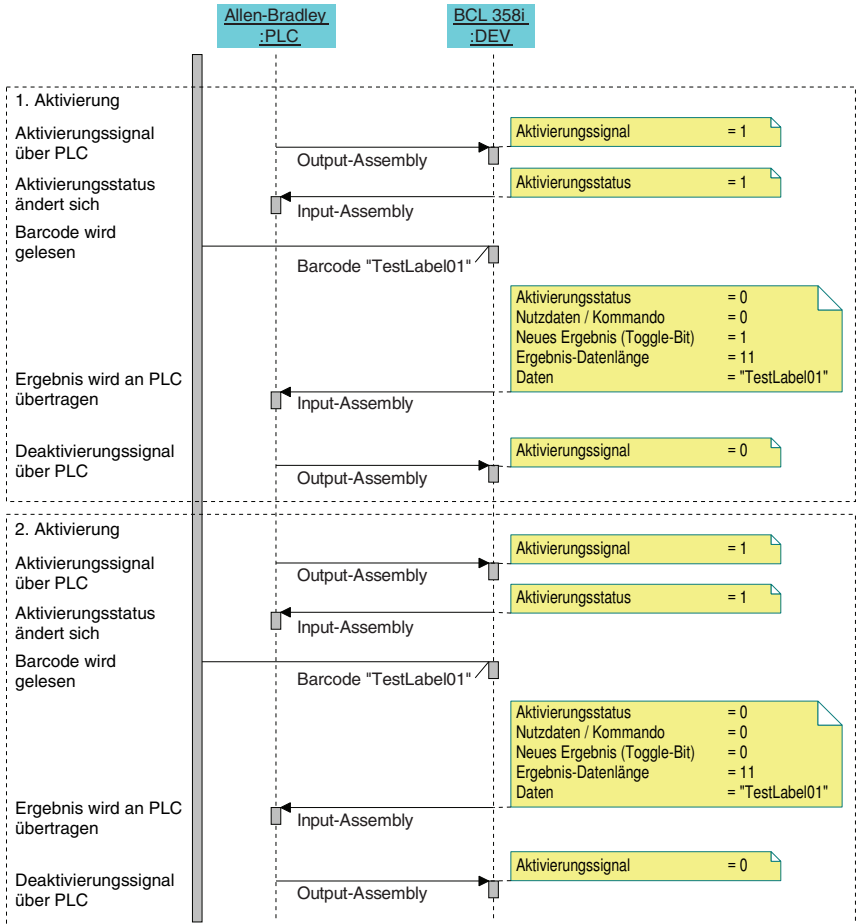 Allen-Bradley
:PLC
BCL 358i
:DEV
1. Aktivierung
Aktivierungssignal
über PLC
Output-Assembly
Aktivierungssignal = 1
Aktivierungsstatus
ändert sich
Input-Assembly
Aktivierungsstatus = 1
Barcode wird
gelesen
Barcode "TestLabel01"
Aktivierungsstatus = 0
Nutzdaten / Kommando = 0
Neues Ergebnis (Toggle-Bit) = 1
Ergebnis-Datenlänge = 11
Daten = "TestLabel01"
Ergebnis wird an PLC
übertragen
Input-Assembly
Deaktivierungssignal
über PLC
Output-Assembly
Aktivierungssignal = 0
2. Aktivierung
Aktivierungssignal
über PLC
Output-Assembly
Aktivierungssignal = 1
Aktivierungsstatus
ändert sich
Input-Assembly
Aktivierungsstatus = 1
Barcode wird
gelesen
Barcode "TestLabel01"
Aktivierungsstatus = 0
Nutzdaten / Kommando = 0
Neues Ergebnis (Toggle-Bit) = 0
Ergebnis-Datenlänge = 11
Daten = "TestLabel01"
Ergebnis wird an PLC
übertragen
Input-Assembly
Deaktivierungssignal
über PLC
Output-Assembly
Aktivierungssignal = 0